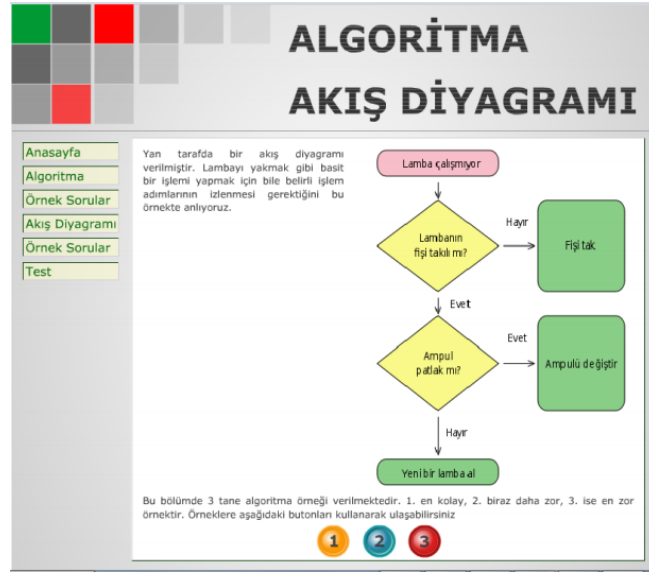 ALGORİTMA
AKIŞ DİYAGRAMI
Anasayfa
Algoritma
Örnek Sorular
Akış Diyagramı
Örnek Sorular
Test
Yan tarafda bir akış diyagramı
verilmiştir. Lambayı yakmak gibi basit
bir işlemi yapmak için bile belirli işlem
adımlarının izlenmesi gerektiğini bu
örnekte anlıyoruz.
Lamba çalışmıyor
Lambanın
fişi takılı mı?
Hayır
Fişi tak
Evet
Ampul
patlak mı?
Evet
Ampulü değiştir
Hayır
Yeni bir lamba al
Bu bölümde 3 tane algoritma örneği verilmektedir. 1. en kolay, 2. biraz daha zor, 3. ise en zor
örnektir. Örneklere aşağıdaki butonları kullanarak ulaşabilirsiniz
1 2 3